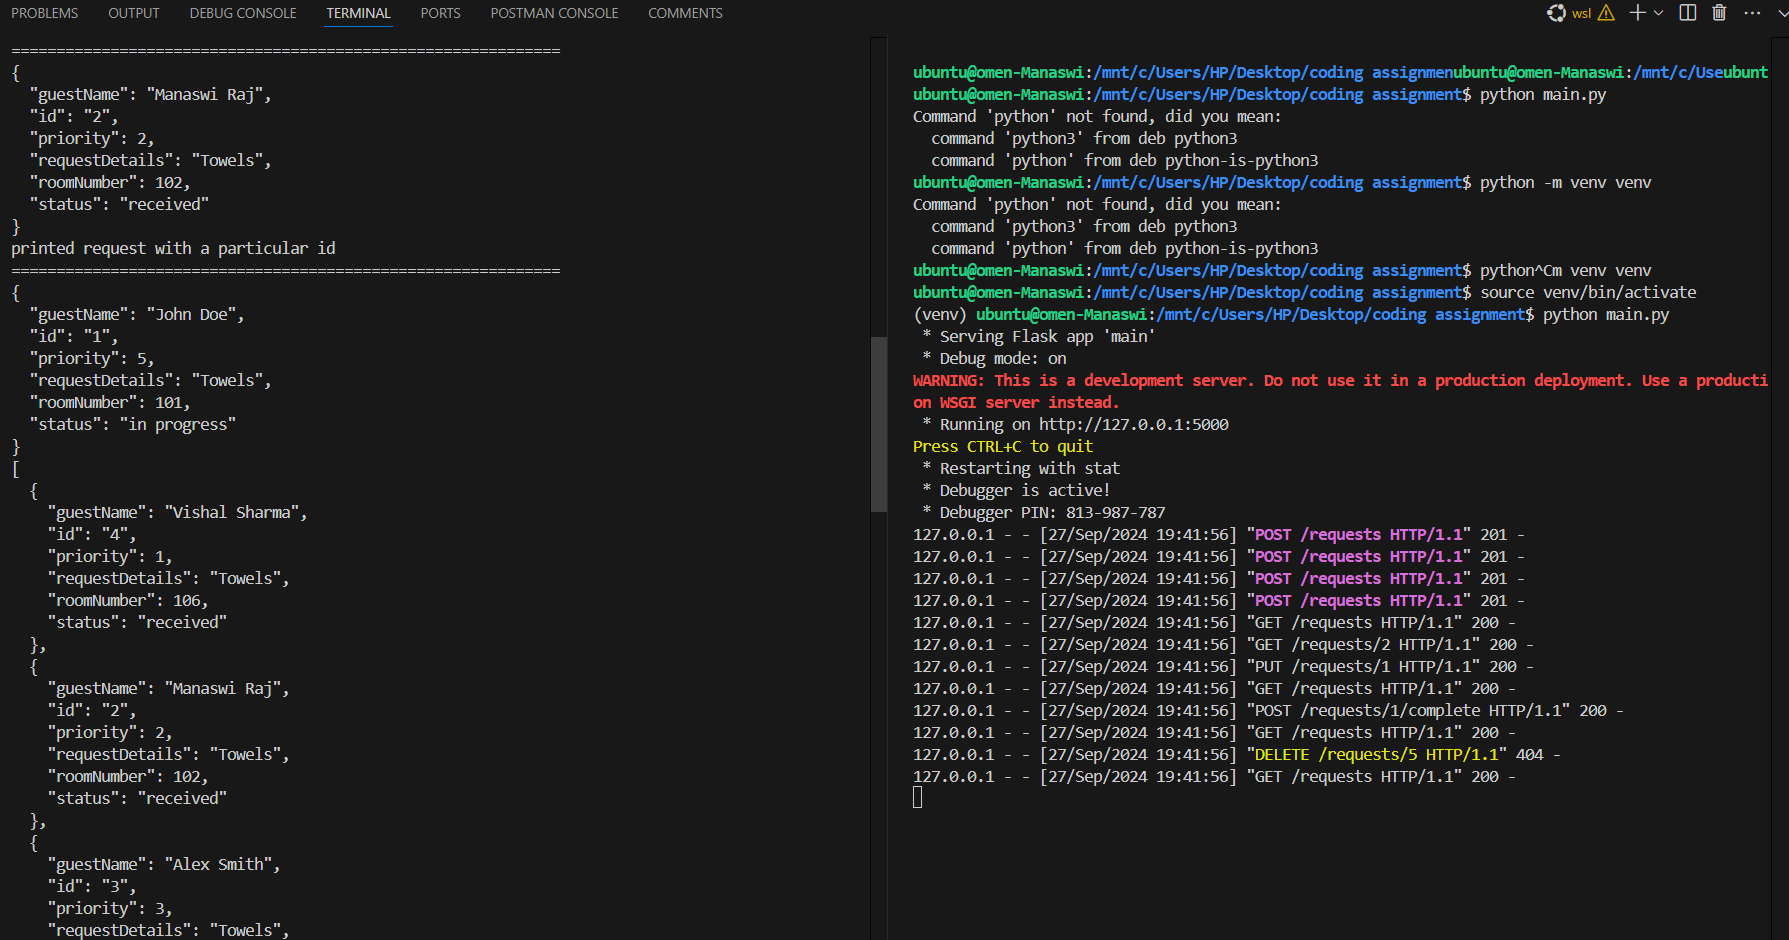 PROBLEMS OUTPUT DEBUG CONSOLE TERMINAL PORTS POSTMAN CONSOLE COMMENTS
wsl
=============================================================
{
  "guestName": "Manaswi Raj",
  "id": "2",
  "priority": 2,
  "requestDetails": "Towels",
  "roomNumber": 102,
  "status": "received"
}
printed request with a particular id
=============================================================
{
  "guestName": "John Doe",
  "id": "1",
  "priority": 5,
  "requestDetails": "Towels",
  "roomNumber": 101,
  "status": "in progress"
}
[
  {
    "guestName": "Vishal Sharma",
    "id": "4",
    "priority": 1,
    "requestDetails": "Towels",
    "roomNumber": 106,
    "status": "received"
  },
  {
    "guestName": "Manaswi Raj",
    "id": "2",
    "priority": 2,
    "requestDetails": "Towels",
    "roomNumber": 102,
    "status": "received"
  },
  {
    "guestName": "Alex Smith",
    "id": "3",
    "priority": 3,
    "requestDetails": "Towels",
ubuntu@omen-Manaswi:/mnt/c/Users/HP/Desktop/coding assignmenubuntu@omen-Manaswi:/mnt/c/Useubunt
ubuntu@omen-Manaswi:/mnt/c/Users/HP/Desktop/coding assignment$ python main.py
Command 'python' not found, did you mean:
  command 'python3' from deb python3
  command 'python' from deb python-is-python3
ubuntu@omen-Manaswi:/mnt/c/Users/HP/Desktop/coding assignment$ python -m venv venv
Command 'python' not found, did you mean:
  command 'python3' from deb python3
  command 'python' from deb python-is-python3
ubuntu@omen-Manaswi:/mnt/c/Users/HP/Desktop/coding assignment$ python^Cm venv venv
ubuntu@omen-Manaswi:/mnt/c/Users/HP/Desktop/coding assignment$ source venv/bin/activate
(venv) ubuntu@omen-Manaswi:/mnt/c/Users/HP/Desktop/coding assignment$ python main.py
 * Serving Flask app 'main'
 * Debug mode: on
WARNING: This is a development server. Do not use it in a production deployment. Use a producti
on WSGI server instead.
 * Running on http://127.0.0.1:5000
Press CTRL+C to quit
 * Restarting with stat
 * Debugger is active!
 * Debugger PIN: 813-987-787
127.0.0.1 - - [27/Sep/2024 19:41:56] "POST /requests HTTP/1.1" 201 -
127.0.0.1 - - [27/Sep/2024 19:41:56] "POST /requests HTTP/1.1" 201 -
127.0.0.1 - - [27/Sep/2024 19:41:56] "POST /requests HTTP/1.1" 201 -
127.0.0.1 - - [27/Sep/2024 19:41:56] "POST /requests HTTP/1.1" 201 -
127.0.0.1 - - [27/Sep/2024 19:41:56] "GET /requests HTTP/1.1" 200 -
127.0.0.1 - - [27/Sep/2024 19:41:56] "GET /requests/2 HTTP/1.1" 200 -
127.0.0.1 - - [27/Sep/2024 19:41:56] "PUT /requests/1 HTTP/1.1" 200 -
127.0.0.1 - - [27/Sep/2024 19:41:56] "GET /requests HTTP/1.1" 200 -
127.0.0.1 - - [27/Sep/2024 19:41:56] "POST /requests/1/complete HTTP/1.1" 200 -
127.0.0.1 - - [27/Sep/2024 19:41:56] "GET /requests HTTP/1.1" 200 -
127.0.0.1 - - [27/Sep/2024 19:41:56] "DELETE /requests/5 HTTP/1.1" 404 -
127.0.0.1 - - [27/Sep/2024 19:41:56] "GET /requests HTTP/1.1" 200 -